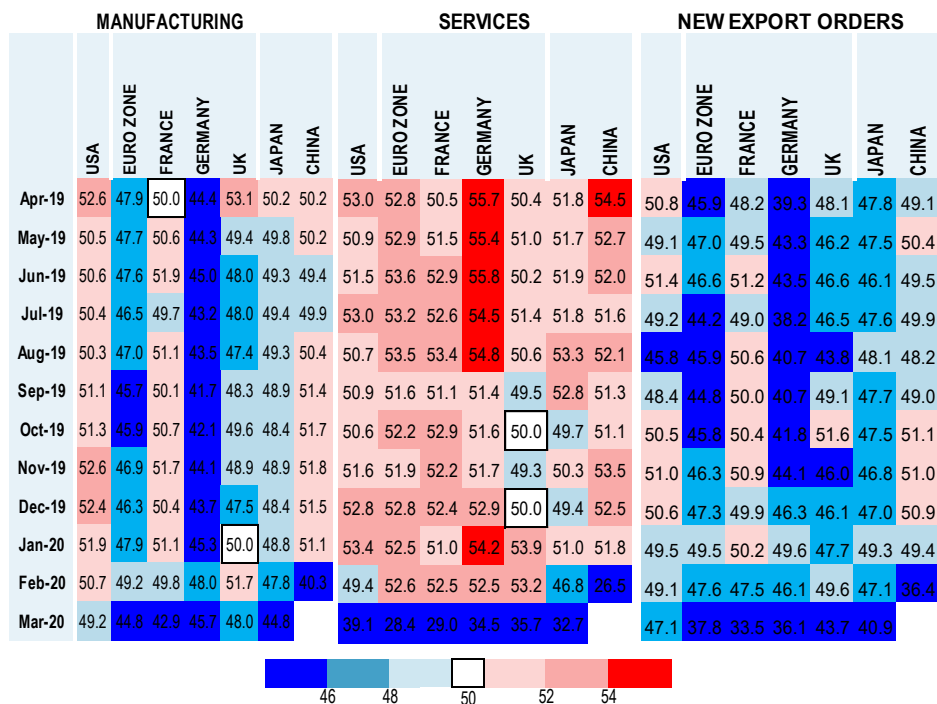 MANUFACTURING SERVICES NEW EXPORT ORDERS
USA EURO ZONE FRANCE GERMANY UK JAPAN CHINA USA EURO ZONE FRANCE GERMANY UK JAPAN CHINA USA EURO ZONE FRANCE GERMANY UK JAPAN CHINA
Apr-19 52.6 47.9 50.0 44.4 53.1 50.2 50.2 53.0 52.8 50.5 55.7 50.4 51.8 54.5 50.8 45.9 48.2 39.3 48.1 47.8 49.1
May-19 50.5 47.7 50.6 44.3 49.4 49.8 50.2 50.9 52.9 51.5 55.4 51.0 51.7 52.7 49.1 47.0 49.5 43.3 46.2 47.5 50.4
Jun-19 50.6 47.6 51.9 45.0 48.0 49.3 49.4 51.5 53.6 52.9 55.8 50.2 51.9 52.0 51.4 46.6 51.2 43.5 46.6 46.1 49.5
Jul-19 50.4 46.5 49.7 43.2 48.0 49.4 49.9 53.0 53.2 52.6 54.5 51.4 51.8 51.6 49.2 44.2 49.0 38.2 46.5 47.6 49.9
Aug-19 50.3 47.0 51.1 43.5 47.4 49.3 50.4 50.7 53.5 53.4 54.8 50.6 53.3 52.1 45.8 45.9 50.6 40.7 43.8 48.1 48.2
Sep-19 51.1 45.7 50.1 41.7 48.3 48.9 51.4 50.9 51.6 51.1 51.4 49.5 52.8 51.3 48.4 44.8 50.0 40.7 49.1 47.7 49.0
Oct-19 51.3 45.9 50.7 42.1 49.6 48.4 51.7 50.6 52.2 52.9 51.6 50.0 49.7 51.1 50.5 45.8 50.4 41.8 51.6 47.5 51.1
Nov-19 52.6 46.9 51.7 44.1 48.9 48.9 51.8 51.6 51.9 52.2 51.7 49.3 50.3 53.5 51.0 46.3 50.9 44.1 46.0 46.8 51.0
Dec-19 52.4 46.3 50.4 43.7 47.5 48.4 51.5 52.8 52.8 52.4 52.9 50.0 49.4 52.5 50.6 47.3 49.9 46.3 46.1 47.0 50.9
Jan-20 51.9 47.9 51.1 45.3 50.0 48.8 51.1 53.4 52.5 51.0 54.2 53.9 51.0 51.8 49.5 49.5 50.2 49.6 47.7 49.3 49.4
Feb-20 50.7 49.2 49.8 48.0 51.7 47.8 40.3 49.4 52.6 52.5 52.5 53.2 46.8 26.5 49.1 47.6 47.5 46.1 49.6 47.1 36.4
Mar-20 49.2 44.8 42.9 45.7 48.0 44.8 39.1 28.4 29.0 34.5 35.7 32.7 47.1 37.8 33.5 36.1 43.7 40.9
46 48 50 52 54